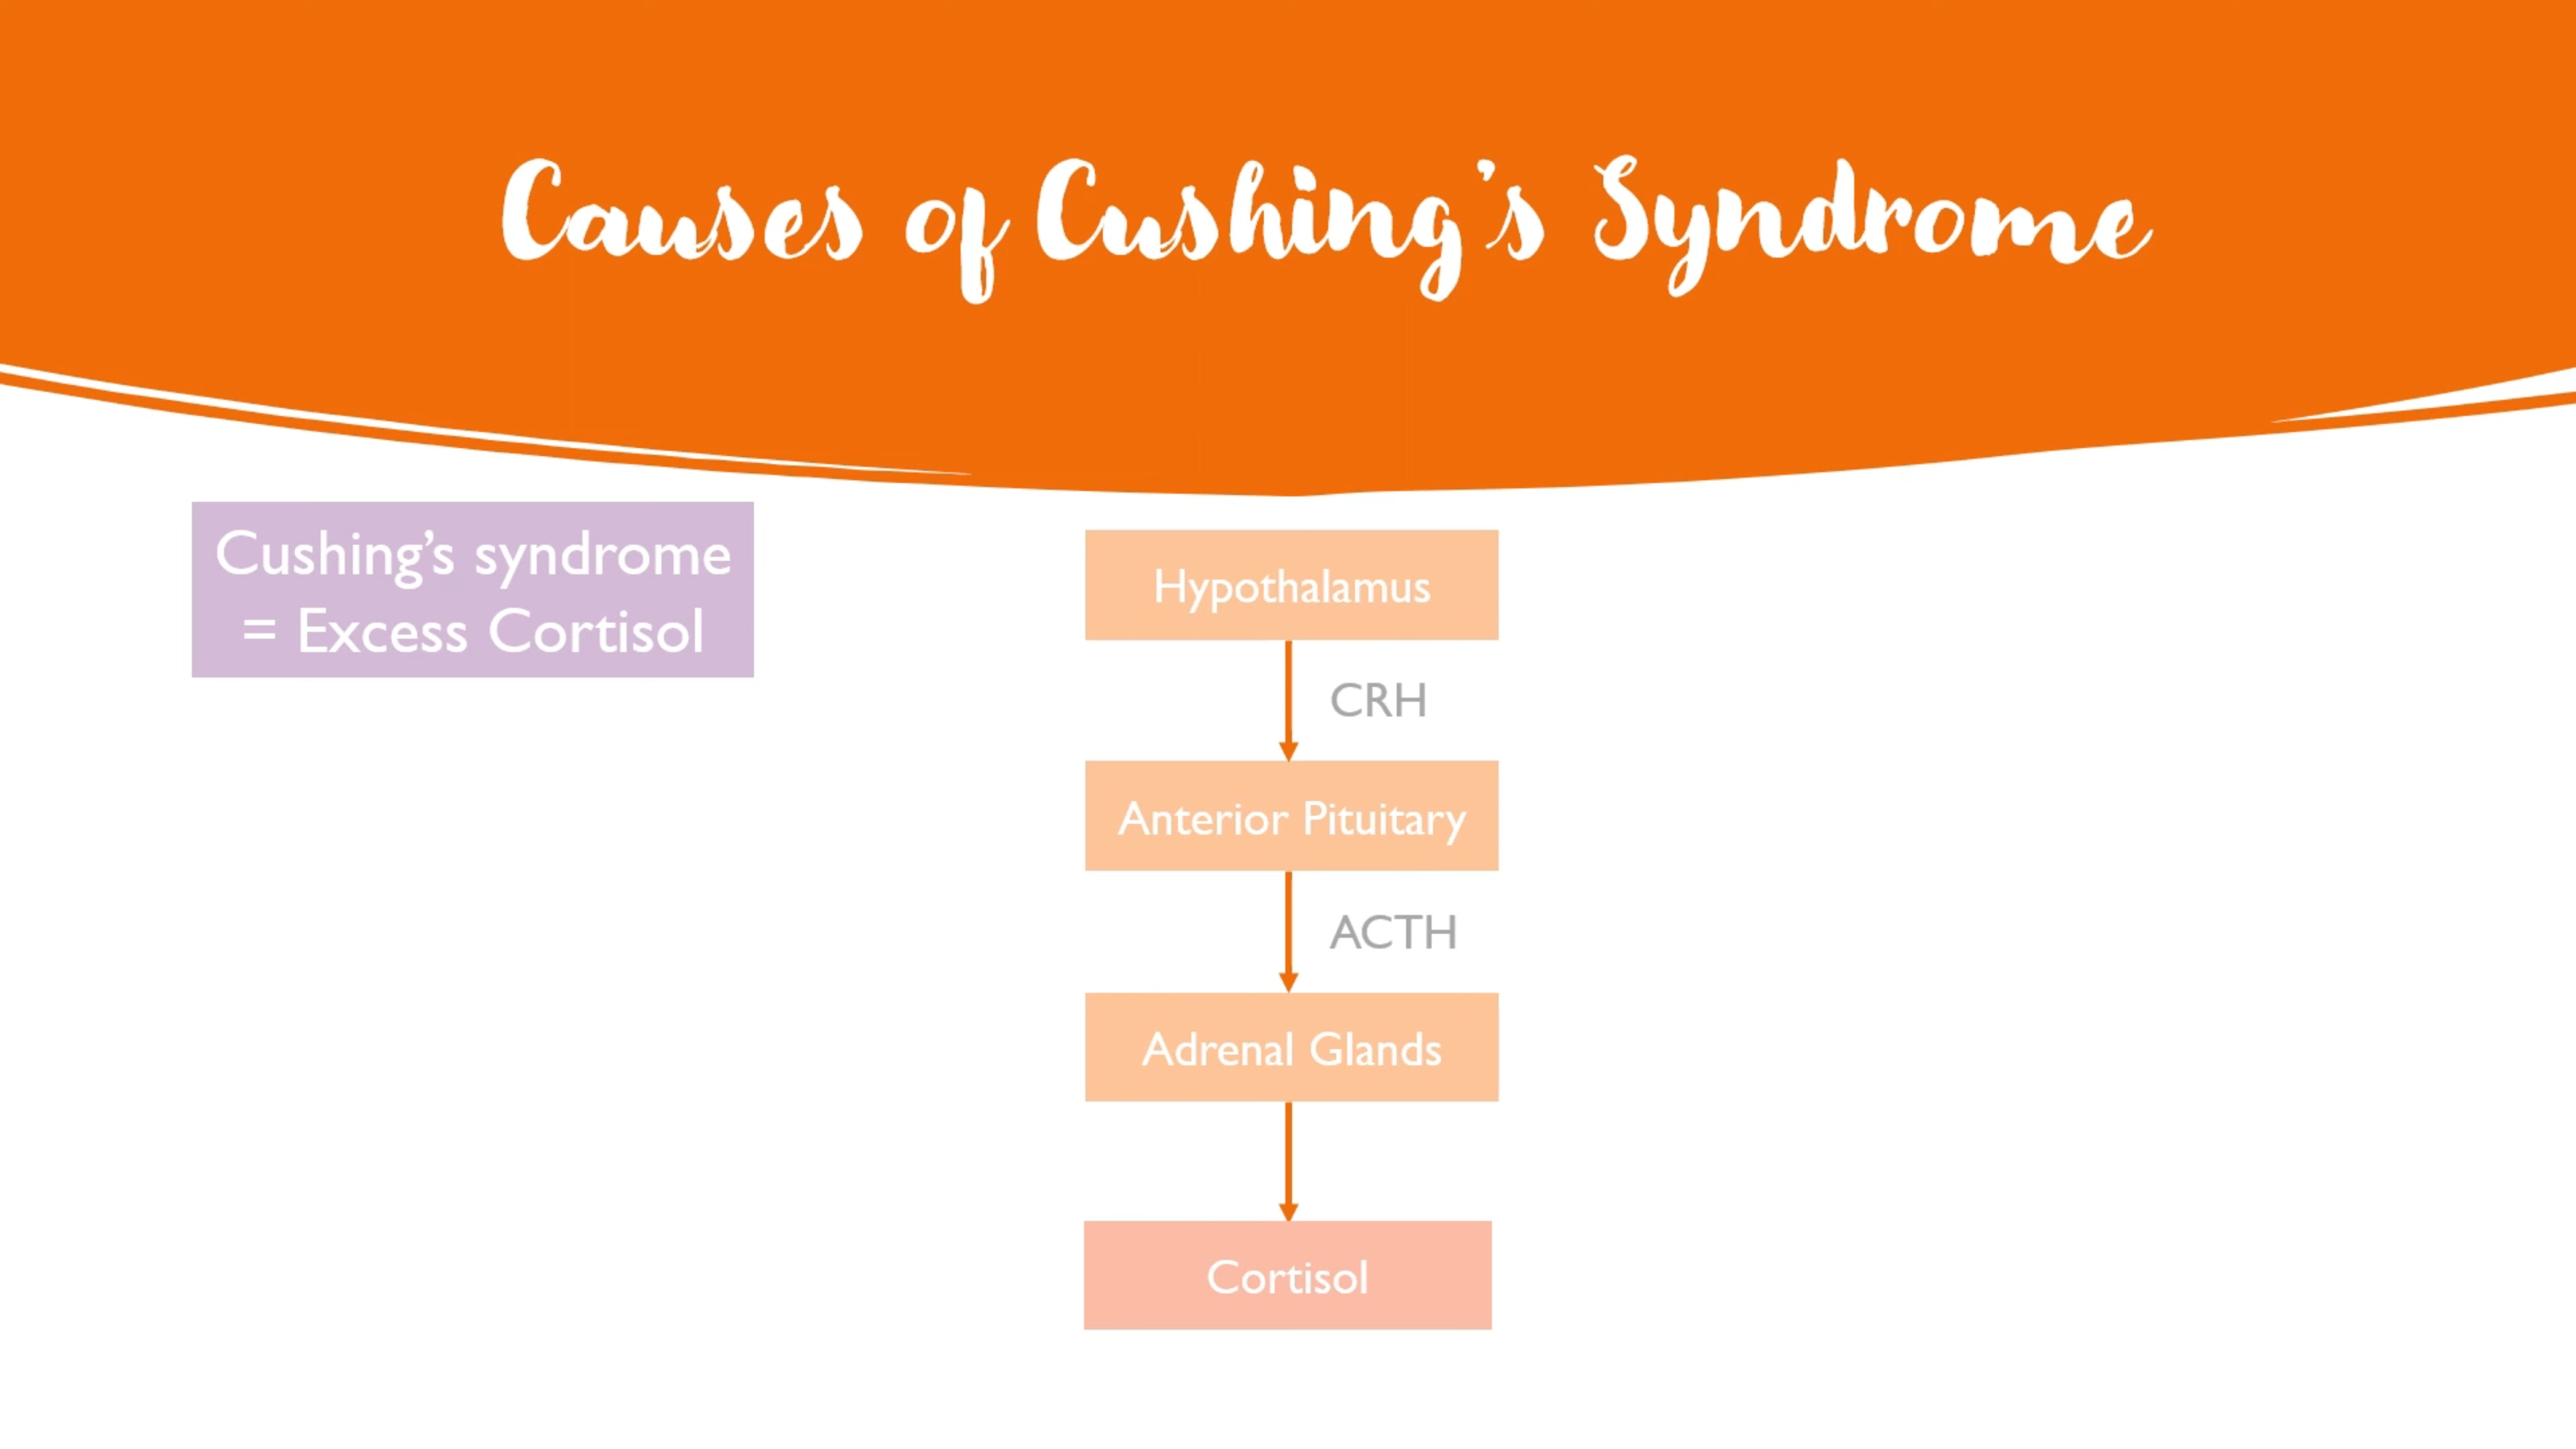 Causes of Cushing's Syndrome
Cushing's syndrome
= Excess Cortisol
Hypothalamus
CRH
Anterior Pituitary
ACTH
Adrenal Glands
Cortisol